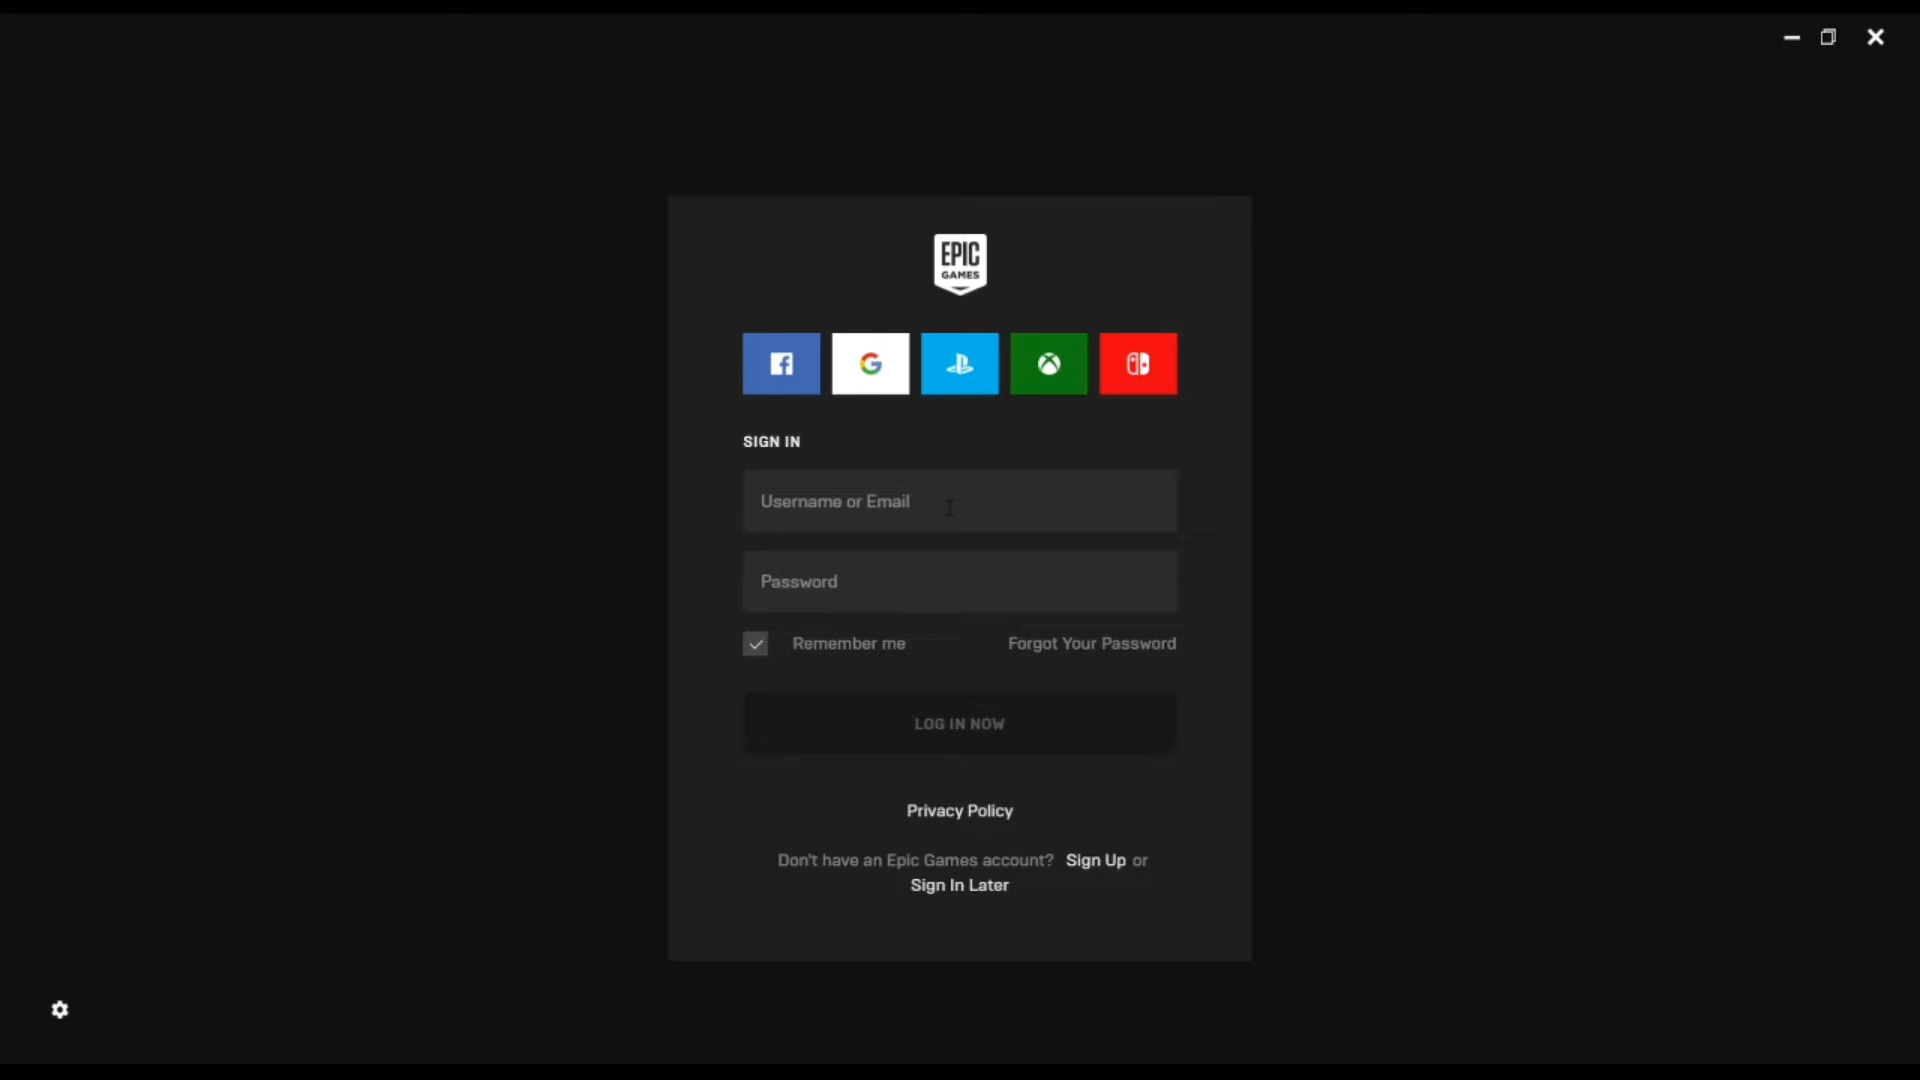 EPIC
GAMES
SIGN IN
Username or Email
Password
Remember me
Forgot Your Password
LOG IN NOW
Privacy Policy
Don't have an Epic Games account? Sign Up or
Sign In Later